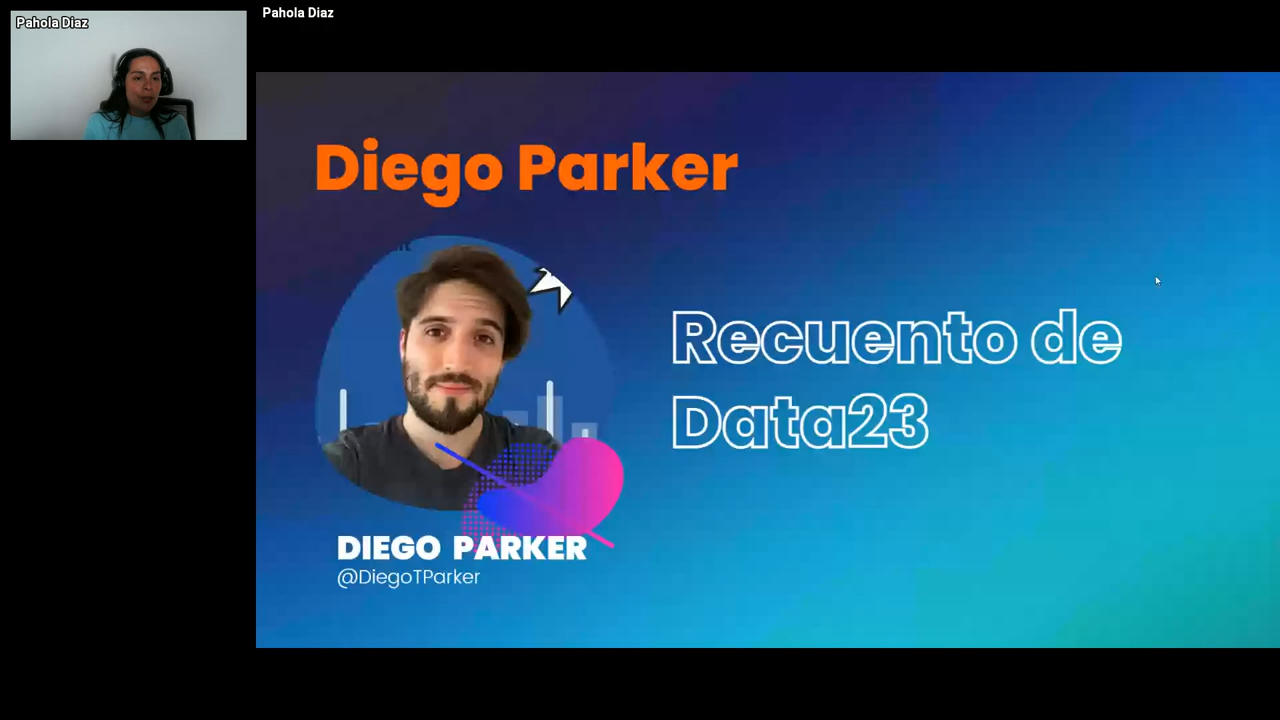 Pahola Diaz
Pahola Diaz
Diego Parker
Recuento de
Data23
DIEGO PARKER
@DiegoTParker